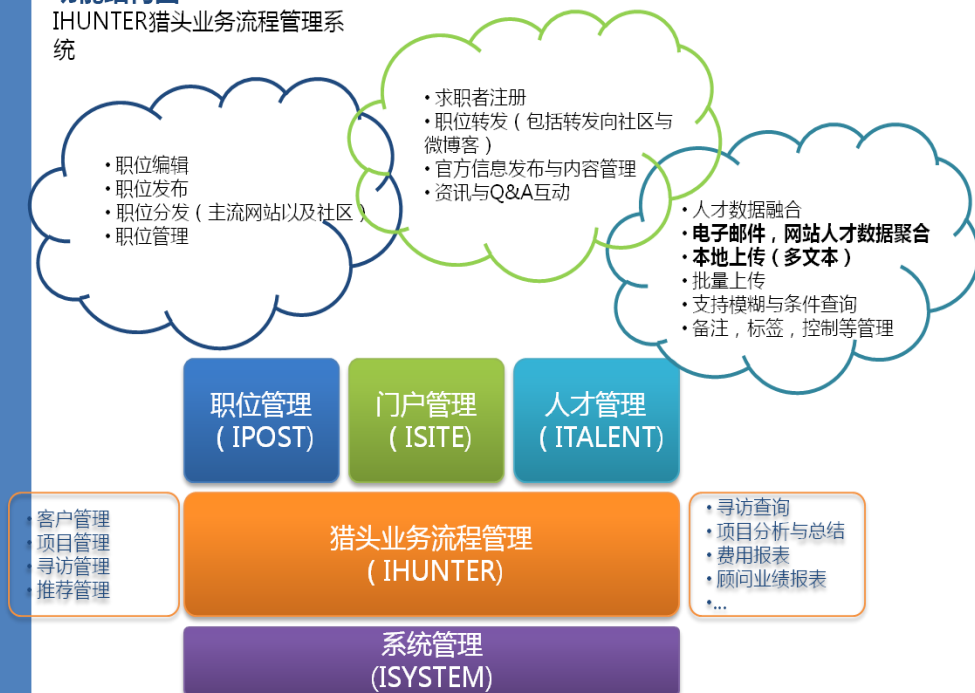 功能结构图
IHUNTER猎头业务流程管理系
统
•职位编辑
•职位发布
•职位分发（主流网站以及社区）
•职位管理
•求职者注册
•职位转发（包括转发向社区与
微博客）
•官方信息发布与内容管理
•资讯与Q&A互动
•人才数据融合
•电子邮件，网站人才数据聚合
•本地上传（多文本）
•批量上传
•支持模糊与条件查询
•备注，标签，控制等管理
职位管理
（IPOST)
门户管理
（ISITE)
人才管理
（ITALENT)
•客户管理
•项目管理
•寻访管理
•推荐管理
猎头业务流程管理
（IHUNTER)
•寻访查询
•项目分析与总结
•费用报表
•顾问业绩报表
•...
系统管理
(ISYSTEM)